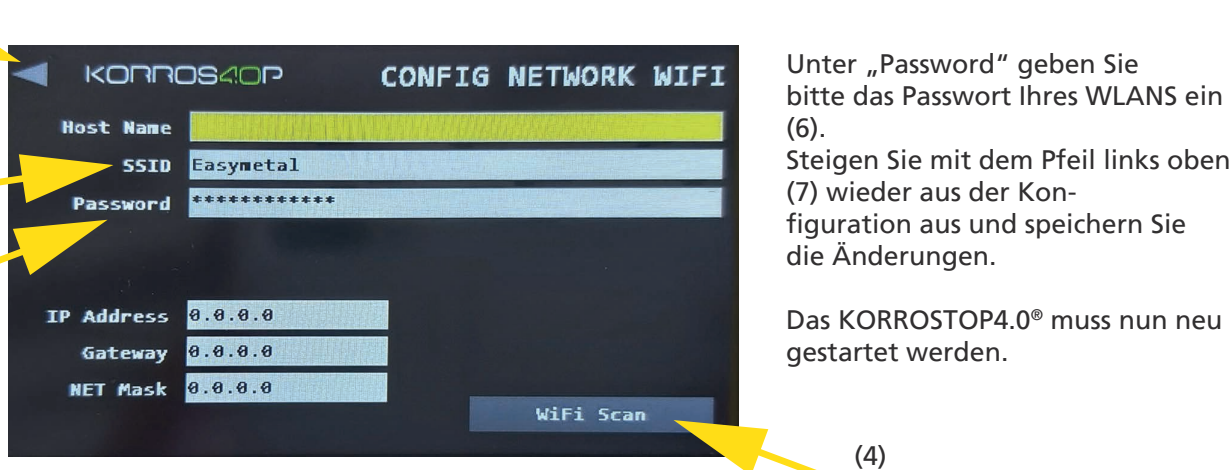 KORROS4.0P CONFIG NETWORK WIFI
Host Name
SSID Easymetal
Password ************
IP Address 0.0.0.0
Gateway 0.0.0.0
NET Mask 0.0.0.0
WiFi Scan
Unter „Password" geben Sie
bitte das Passwort Ihres WLANS ein
(6).
Steigen Sie mit dem Pfeil links oben
(7) wieder aus der Kon-
figuration aus und speichern Sie
die Änderungen.
Das KORROSTOP4.0® muss nun neu
gestartet werden.
(4)